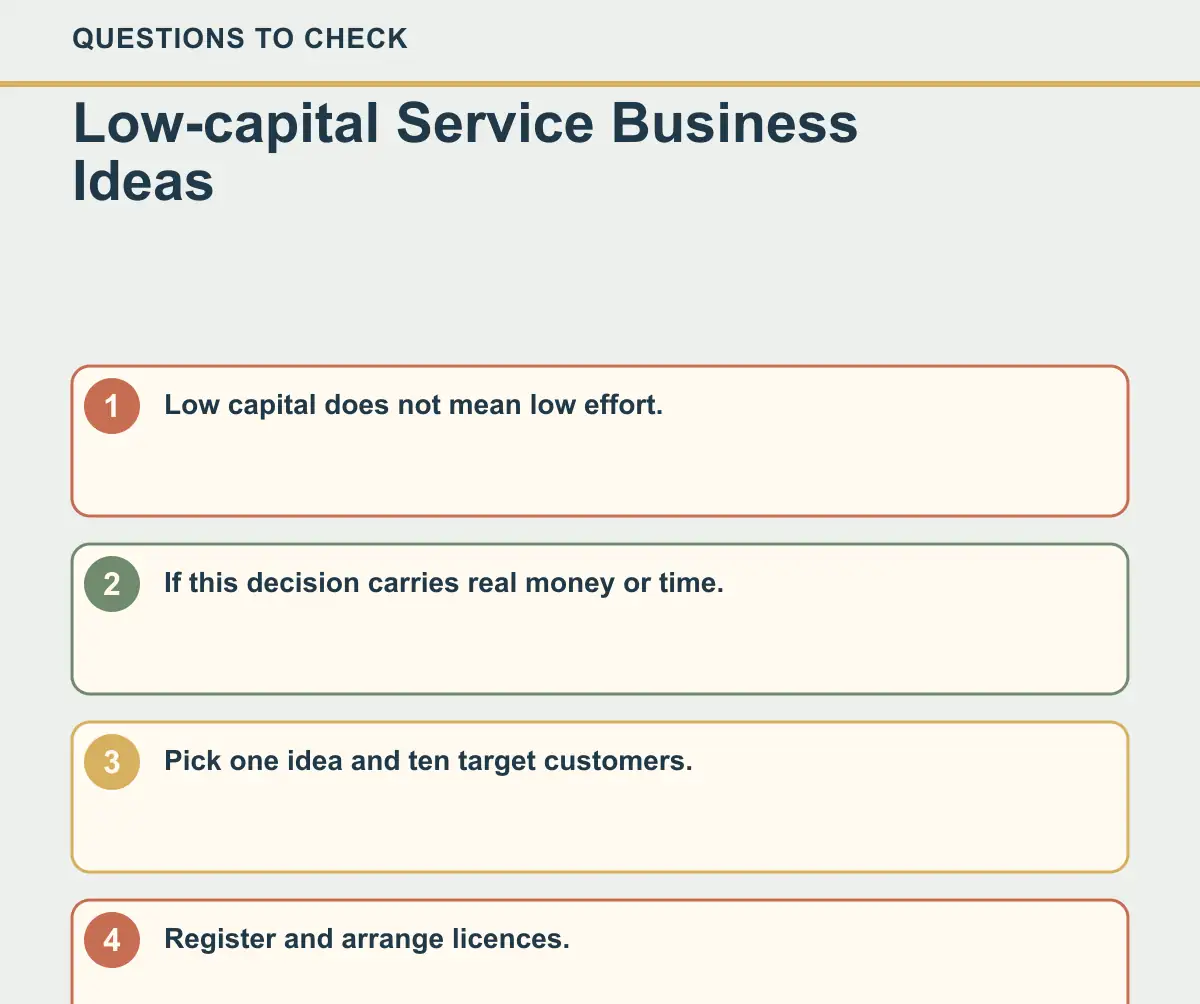 QUESTIONS TO CHECK
Low-capital Service Business
Ideas
1
Low capital does not mean low effort.
2
If this decision carries real money or time.
3
Pick one idea and ten target customers.
4
Register and arrange licences.